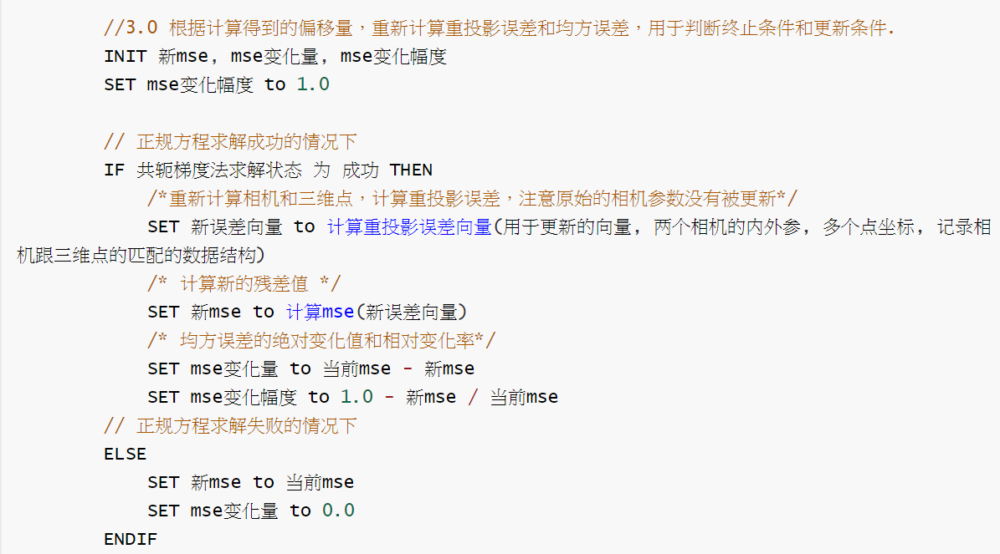 //3.0 根据计算得到的偏移量，重新计算重投影误差和均方误差，用于判断终止条件和更新条件.
INIT 新mse, mse变化量, mse变化幅度
SET mse变化幅度 to 1.0
// 正规方程求解成功的情况下
IF 共轭梯度法求解状态 为 成功 THEN
/*重新计算相机和三维点，计算重投影误差，注意原始的相机参数没有被更新*/
SET 新误差向量 to 计算重投影误差向量(用于更新的向量, 两个相机的内外参, 多个点坐标, 记录相
机跟三维点的匹配的数据结构)
/* 计算新的残差值 */
SET 新mse to 计算mse(新误差向量)
/* 均方误差的绝对变化值和相对变化率*/
SET mse变化量 to 当前mse - 新mse
SET mse变化幅度 to 1.0 - 新mse / 当前mse
// 正规方程求解失败的情况下
ELSE
SET 新mse to 当前mse
SET mse变化量 to 0.0
ENDIF